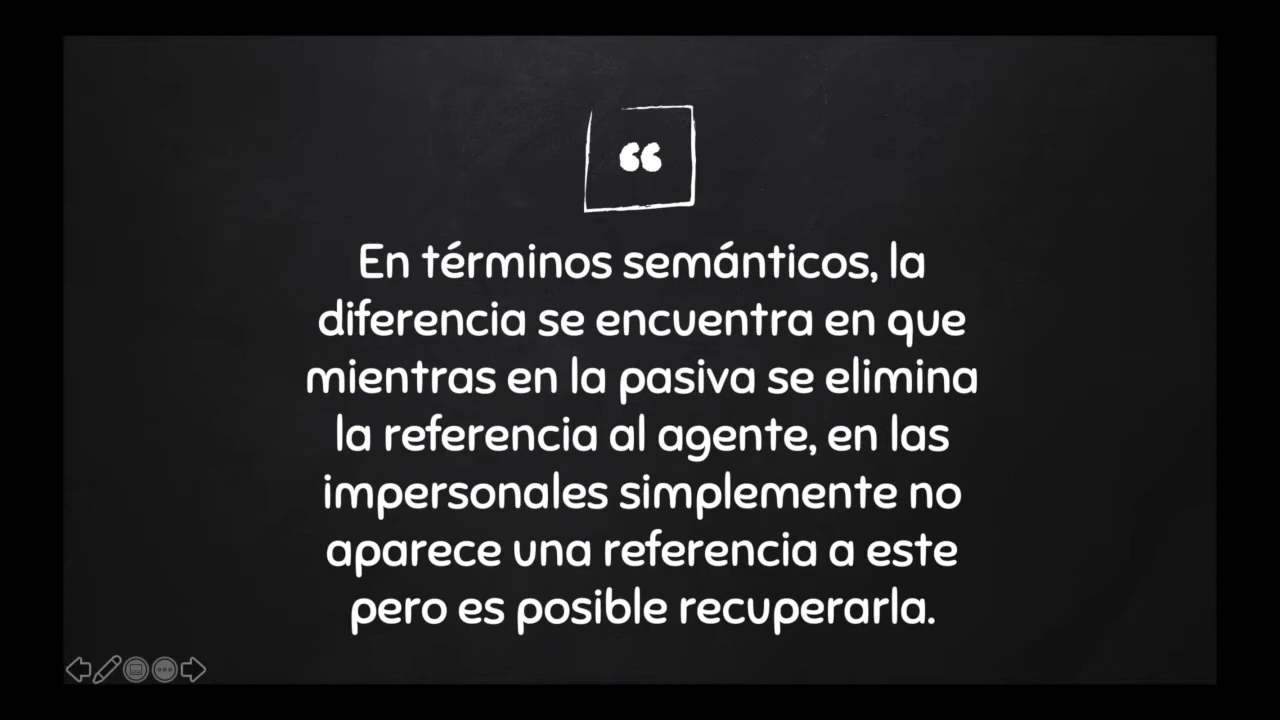 “
En términos semánticos, la
diferencia se encuentra en que
mientras en la pasiva se elimina
la referencia al agente, en las
impersonales simplemente no
aparece una referencia a este
pero es posible recuperarla.